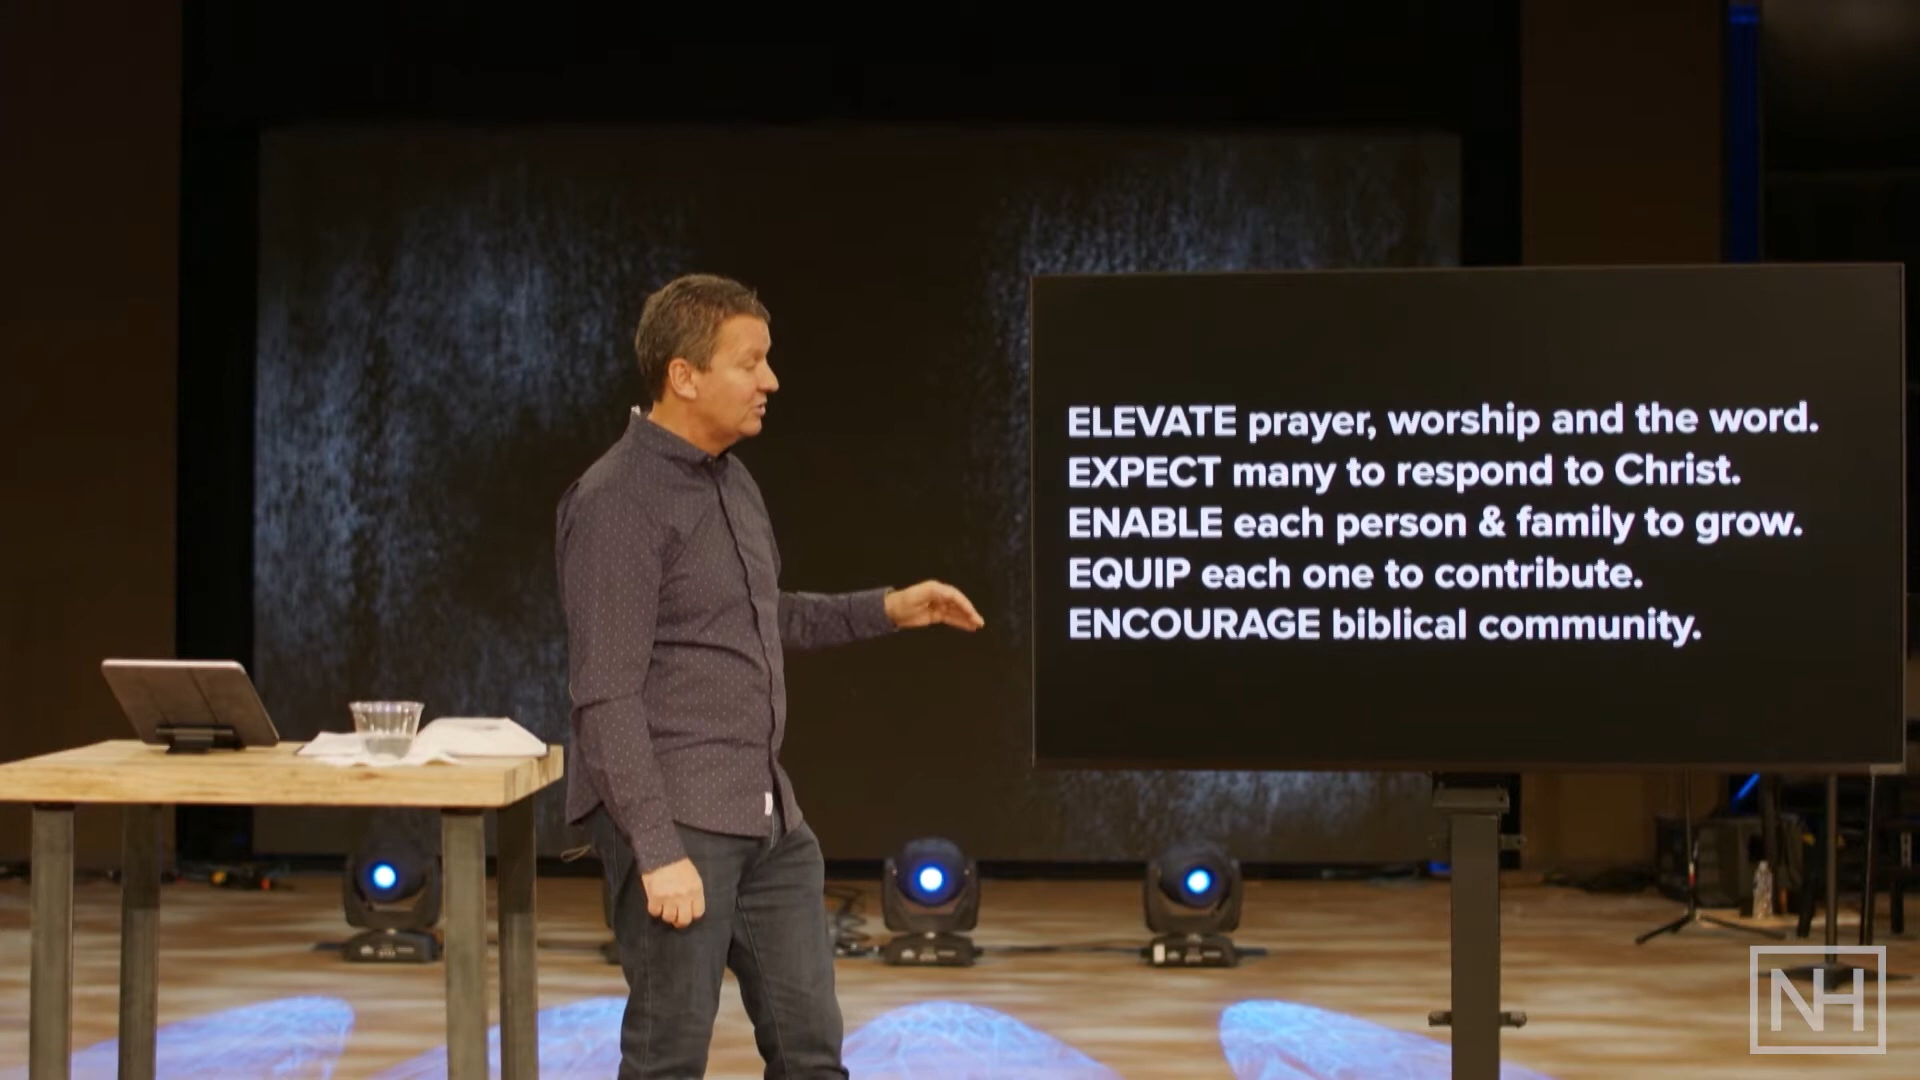 ELEVATE prayer, worship and the word.
EXPECT many to respond to Christ.
ENABLE each person & family to grow.
EQUIP each one to contribute.
ENCOURAGE biblical community.
NH